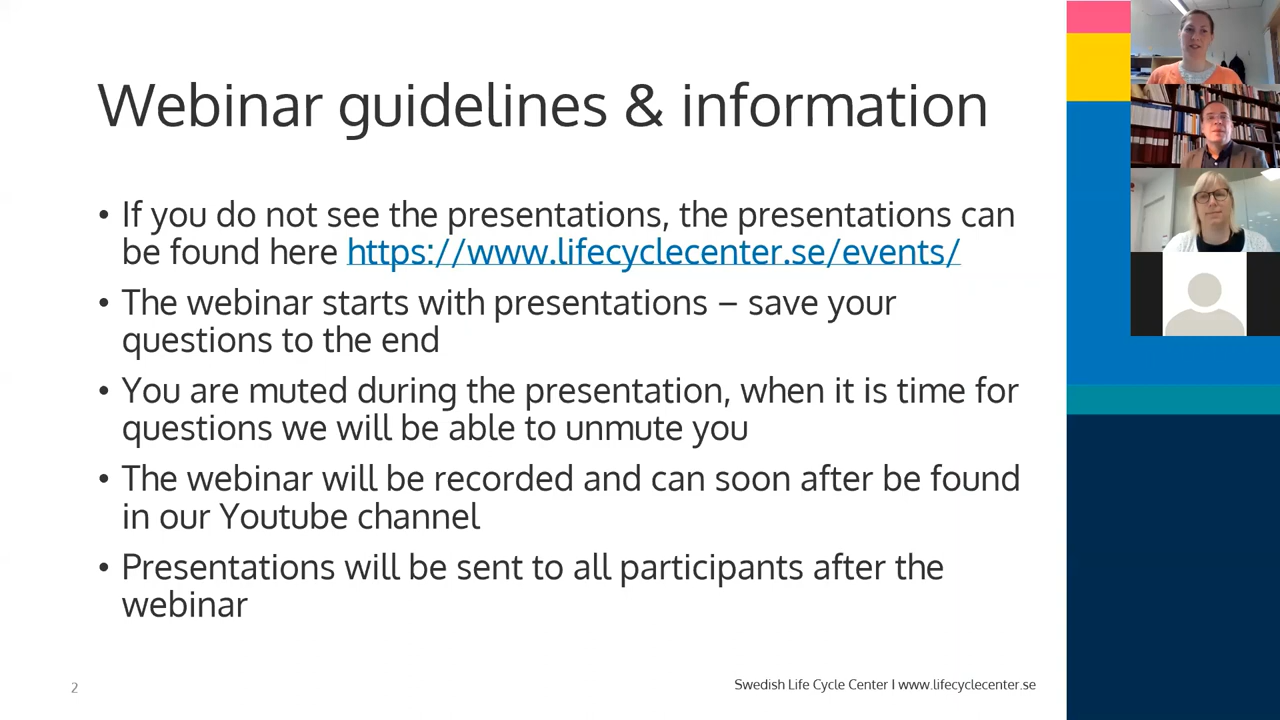 Webinar guidelines & information
• If you do not see the presentations, the presentations can
be found here https://www.lifecyclecenter.se/events/
• The webinar starts with presentations – save your
questions to the end
• You are muted during the presentation, when it is time for
questions we will be able to unmute you
• The webinar will be recorded and can soon after be found
in our Youtube channel
• Presentations will be sent to all participants after the
webinar
2
Swedish Life Cycle Center I www.lifecyclecenter.se